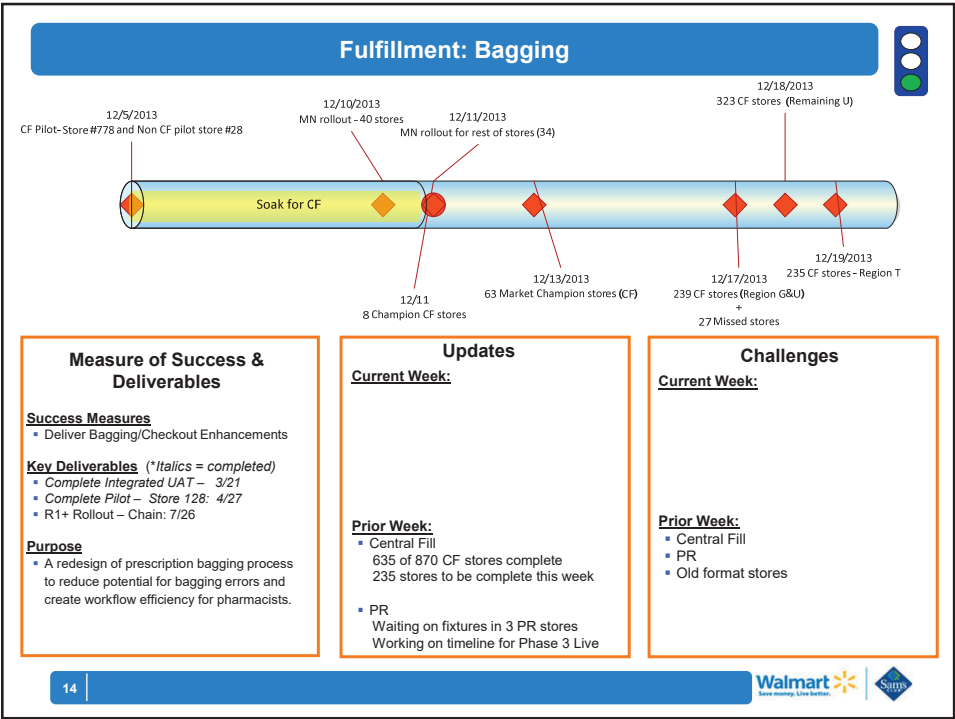 Fulfillment: Bagging
12/5/2013
CF Pilot-Store #778 and Non CF pilot store #28
12/10/2013
MN rollout - 40 stores
12/11/2013
MN rollout for rest of stores (34)
12/18/2013
323 CF stores (Remaining U)
Soak for CF
12/11
8 Champion CF stores
12/13/2013
63 Market Champion stores (CF)
12/17/2013
239 CF stores (Region G&U)
+
27 Missed stores
12/19/2013
235 CF stores - Region T
Measure of Success &
Deliverables
Success Measures
▪ Deliver Bagging/Checkout Enhancements
Key Deliverables (*Italics = completed)
▪ Complete Integrated UAT – 3/21
▪ Complete Pilot – Store 128: 4/27
▪ R1+ Rollout – Chain: 7/26
Purpose
▪ A redesign of prescription bagging process
to reduce potential for bagging errors and
create workflow efficiency for pharmacists.
Updates
Current Week:
Prior Week:
▪ Central Fill
635 of 870 CF stores complete
235 stores to be complete this week
▪ PR
Waiting on fixtures in 3 PR stores
Working on timeline for Phase 3 Live
Challenges
Current Week:
Prior Week:
▪ Central Fill
▪ PR
▪ Old format stores
14
Walmart
Save money. Live better.
Sam's
CLUB